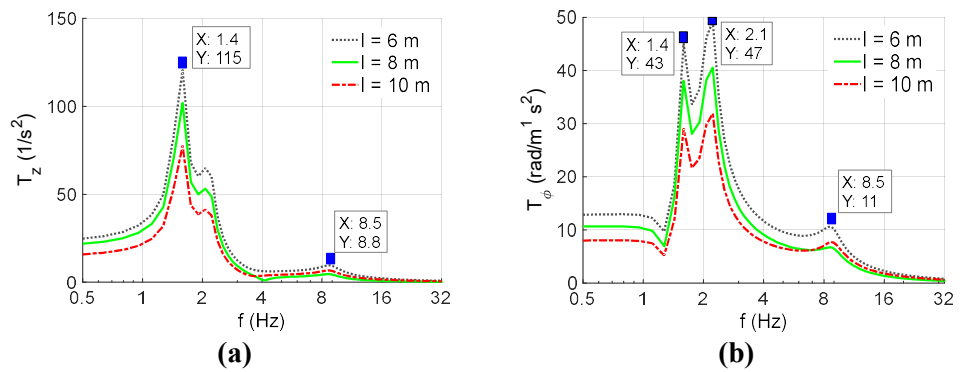 150
100
50
0
T_z (1/s²)
X: 1.4
Y: 115
l = 6 m
l = 8 m
l = 10 m
X: 8.5
Y: 8.8
0.5 1 2 4 8 16 32
f (Hz)
(a)
50
40
30
20
10
0
T_ϕ (rad/m¹ s²)
X: 1.4
Y: 43
X: 2.1
Y: 47
l = 6 m
l = 8 m
l = 10 m
X: 8.5
Y: 11
0.5 1 2 4 8 16 32
f (Hz)
(b)